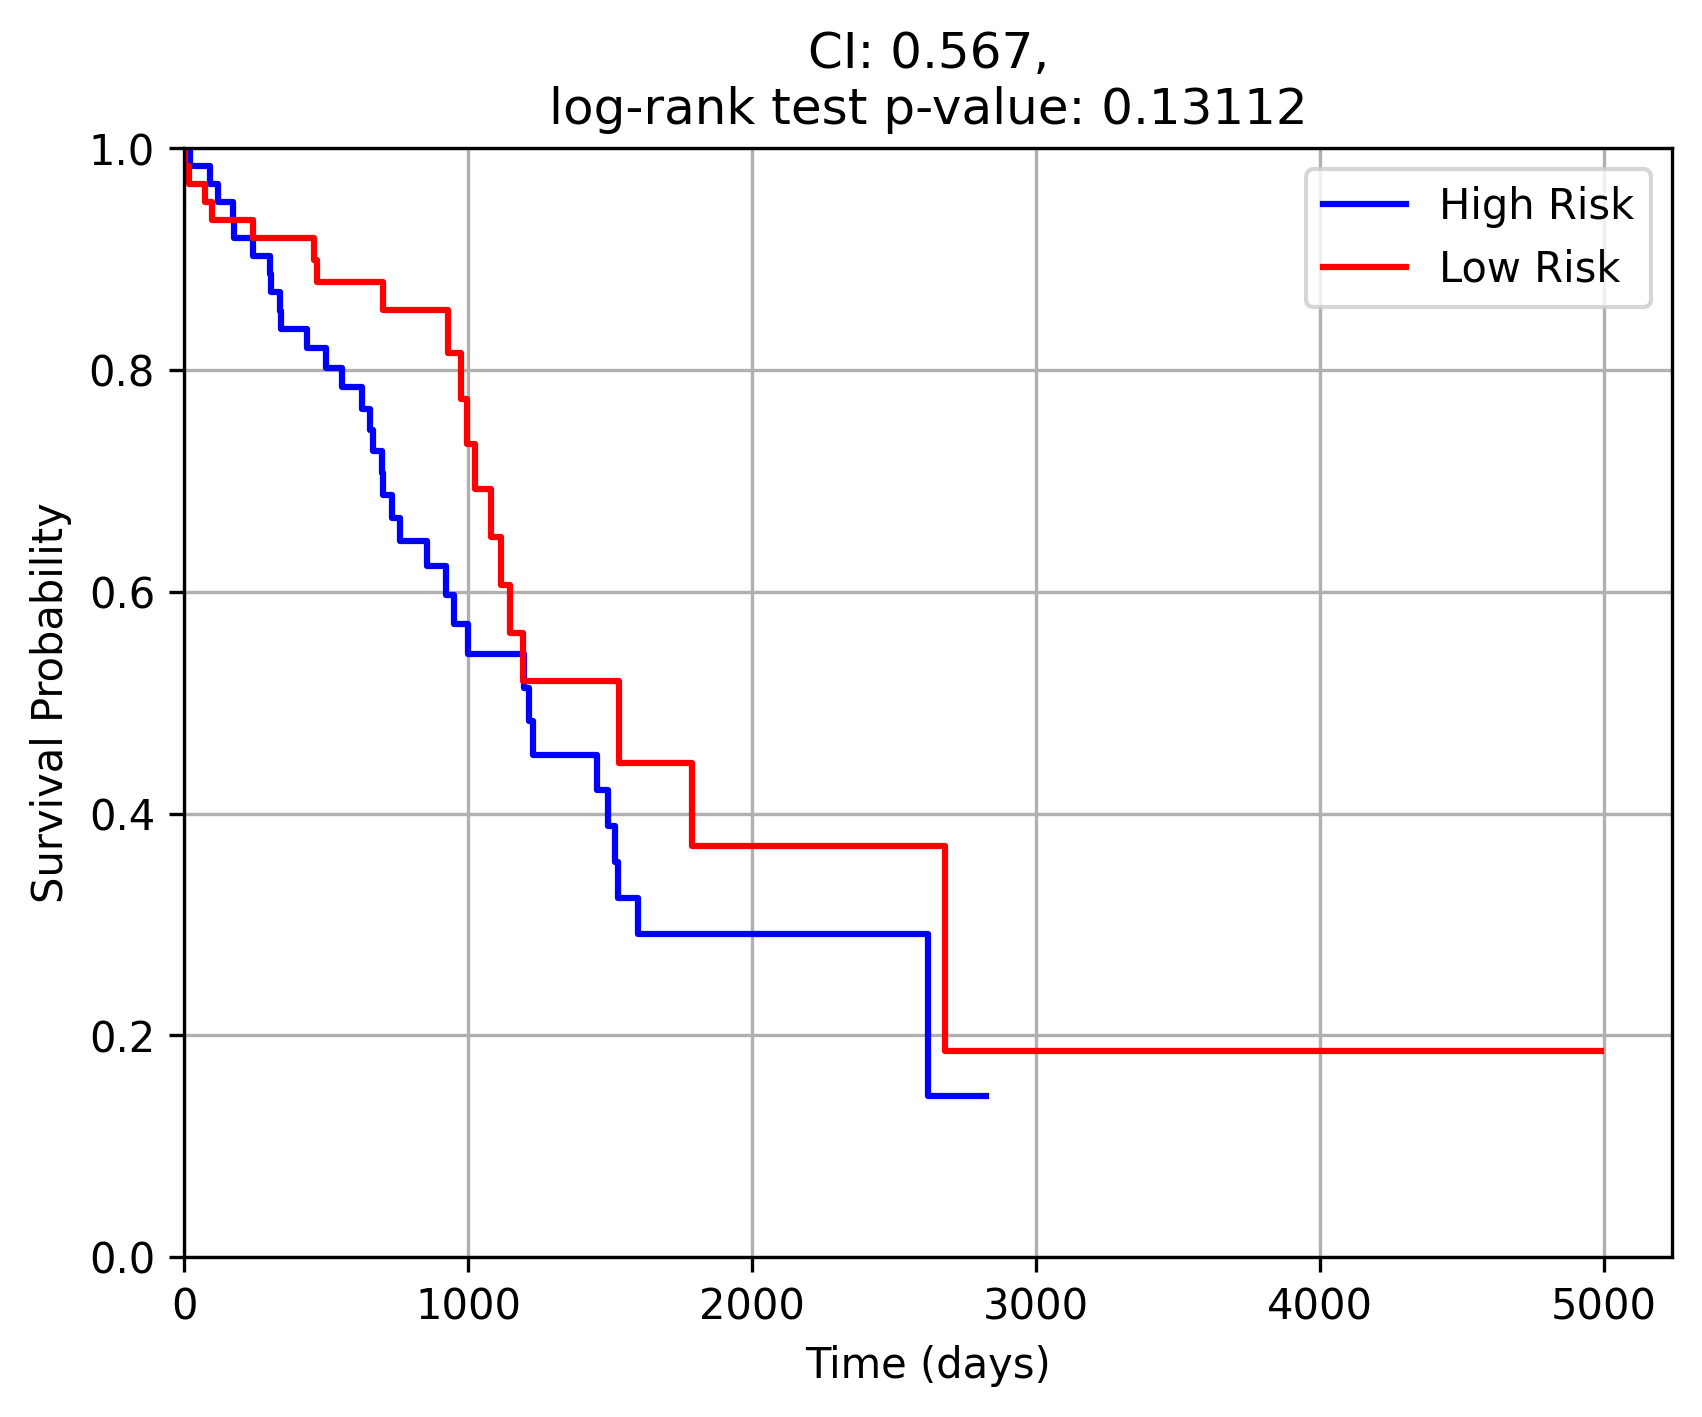 CI: 0.567,
log-rank test p-value: 0.13112
High Risk
Low Risk
1.0
0.8
0.6
0.4
0.2
0.0
Survival Probability
0 1000 2000 3000 4000 5000
Time (days)